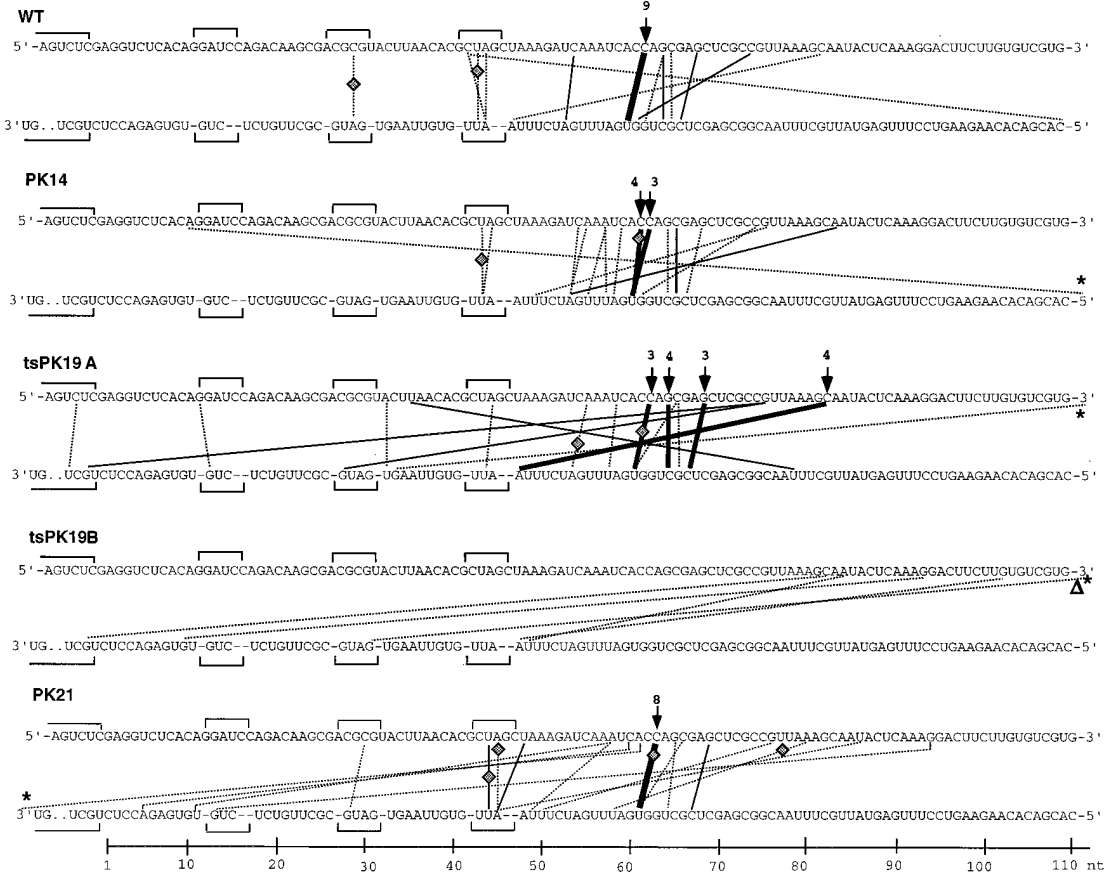 WT
9
5'-AGUCUCGAGGUCUCACAGGAUCCAGACAAGCGACGCGUACUUAACACGCUAGCUAAAGAUCAAAUCACCAGCGAGCUCGCCGUUAAAGCAAUACUCAAAGGACUUCUUGUGUCGUG-3'
3'UG..UCGUCUCCAGAGUGU-GUC--UCUGUUCGC-GUAG-UGAAUUGUG-UUA--AUUUCUAGUUUAGUGGUCGCUCGAGCGGCAAUUUCGUUAUGAGUUUCCUGAAGAACACAGCAC-5'
PK14
4 3
5'-AGUCUCGAGGUCUCACAGGAUCCAGACAAGCGACGCGUACUUAACACGCUAGCUAAAGAUCAAAUCACCAGCGAGCUCGCCGUUAAAGCAAUACUCAAAGGACUUCUUGUGUCGUG-3'
*
3'UG..UCGUCUCCAGAGUGU-GUC--UCUGUUCGC-GUAG-UGAAUUGUG-UUA--AUUUCUAGUUUAGUGGUCGCUCGAGCGGCAAUUUCGUUAUGAGUUUCCUGAAGAACACAGCAC-5'
tsPK19A
3 4 3 4
5'-AGUCUCGAGGUCUCACAGGAUCCAGACAAGCGACGCGUACUUAACACGCUAGCUAAAGAUCAAAUCACCAGCGAGCUCGCCGUUAAAGCAAUACUCAAAGGACUUCUUGUGUCGUG-3'
*
3'UG..UCGUCUCCAGAGUGU-GUC--UCUGUUCGC-GUAG-UGAAUUGUG-UUA--AUUUCUAGUUUAGUGGUCGCUCGAGCGGCAAUUUCGUUAUGAGUUUCCUGAAGAACACAGCAC-5'
tsPK19B
5'-AGUCUCGAGGUCUCACAGGAUCCAGACAAGCGACGCGUACUUAACACGCUAGCUAAAGAUCAAAUCACCAGCGAGCUCGCCGUUAAAGCAAUACUCAAAGGACUUCUUGUGUCGUG-3'
Δ*
3'UG..UCGUCUCCAGAGUGU-GUC--UCUGUUCGC-GUAG-UGAAUUGUG-UUA--AUUUCUAGUUUAGUGGUCGCUCGAGCGGCAAUUUCGUUAUGAGUUUCCUGAAGAACACAGCAC-5'
PK21
8
5'-AGUCUCGAGGUCUCACAGGAUCCAGACAAGCGACGCGUACUUAACACGCUAGCUAAAGAUCAAAUCACCAGCGAGCUCGCCGUUAAAGCAAUACUCAAAGGACUUCUUGUGUCGUG-3'
*
3'UG..UCGUCUCCAGAGUGU-GUC--UCUGUUCGC-GUAG-UGAAUUGUG-UUA--AUUUCUAGUUUAGUGGUCGCUCGAGCGGCAAUUUCGUUAUGAGUUUCCUGAAGAACACAGCAC-5'
1 10 20 30 40 50 60 70 80 90 100 110 nt